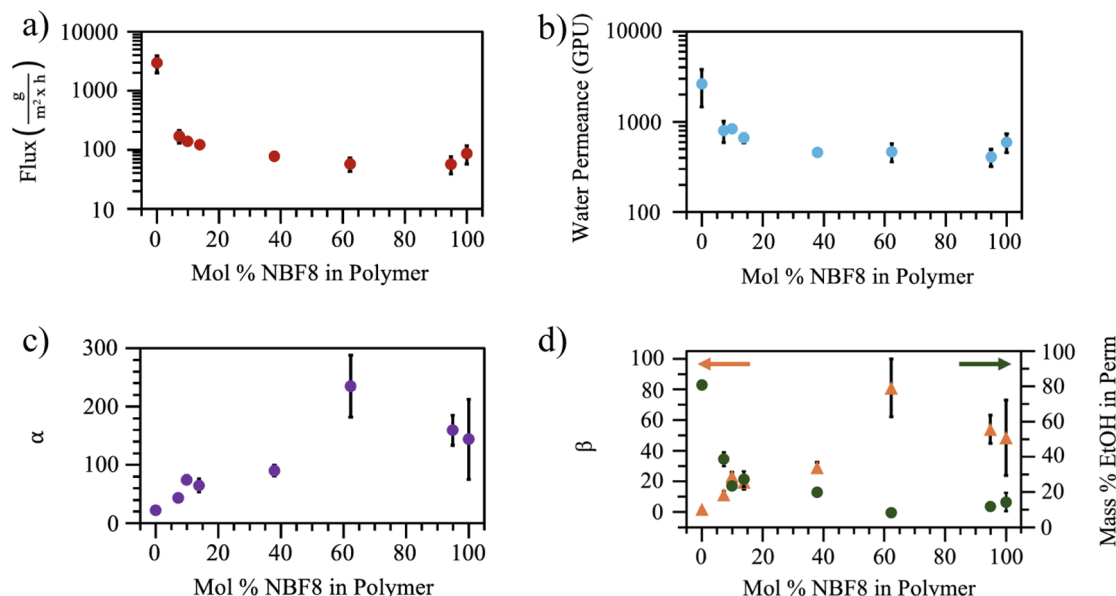 a)
10000
1000
100
10
Flux ( g / m² x h )
0 20 40 60 80 100
Mol % NBF8 in Polymer
b)
10000
1000
100
Water Permeance (GPU)
0 20 40 60 80 100
Mol % NBF8 in Polymer
c)
300
200
100
0
α
0 20 40 60 80 100
Mol % NBF8 in Polymer
d)
100
80
60
40
20
0
β
100
80
60
40
20
0
Mass % EtOH in Perm
0 20 40 60 80 100
Mol % NBF8 in Polymer